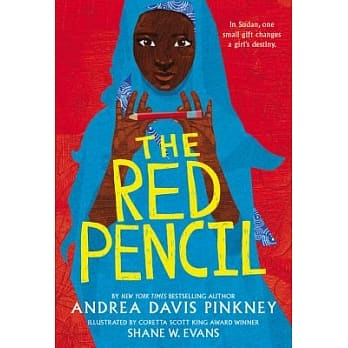 In Sudan, one
small gift changes
a girl's destiny.
THE
RED
PENCIL
BY NEW YORK TIMES BESTSELLING AUTHOR
ANDREA DAVIS PINKNEY
ILLUSTRATED BY CORETTA SCOTT KING AWARD WINNER
SHANE W. EVANS